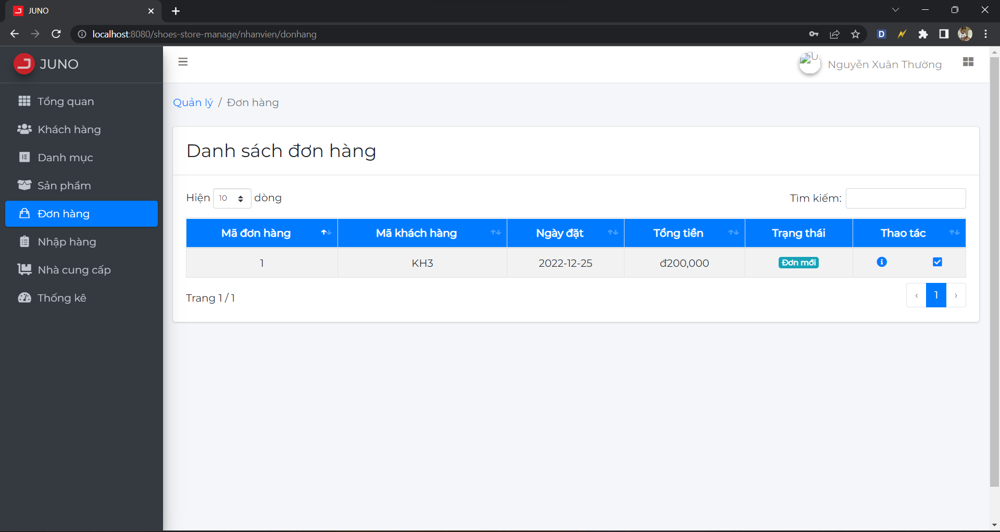 JUNO
localhost:8080/shoes-store-manage/nhanvien/donhang
JUNO
Nguyễn Xuân Thường
Tổng quan
Khách hàng
Danh mục
Sản phẩm
Đơn hàng
Nhập hàng
Nhà cung cấp
Thống kê
Quản lý / Đơn hàng
Danh sách đơn hàng
Hiện 10 dòng
Tìm kiếm:
Mã đơn hàng Mã khách hàng Ngày đặt Tổng tiền Trạng thái Thao tác
1 KH3 2022-12-25 đ200,000 Đơn mới
Trang 1 / 1
‹ 1 ›